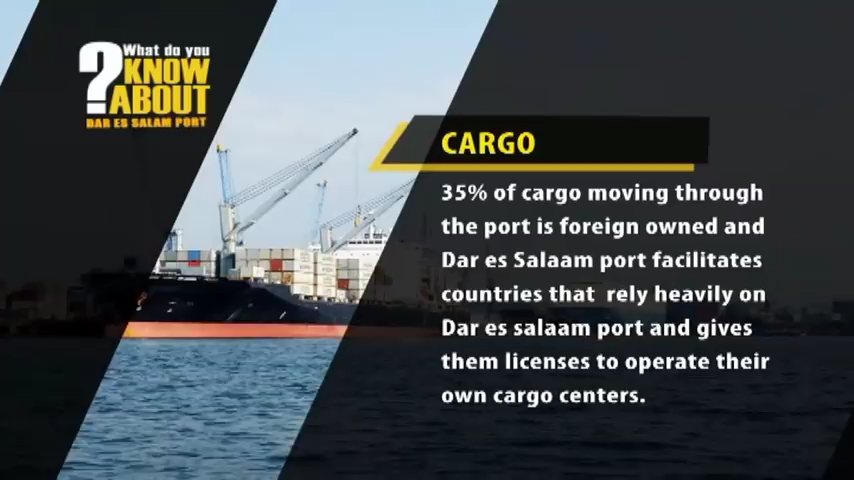 What do you
KNOW
ABOUT
DAR ES SALAM PORT
CARGO
35% of cargo moving through
the port is foreign owned and
Dar es Salaam port facilitates
countries that rely heavily on
Dar es salaam port and gives
them licenses to operate their
own cargo centers.